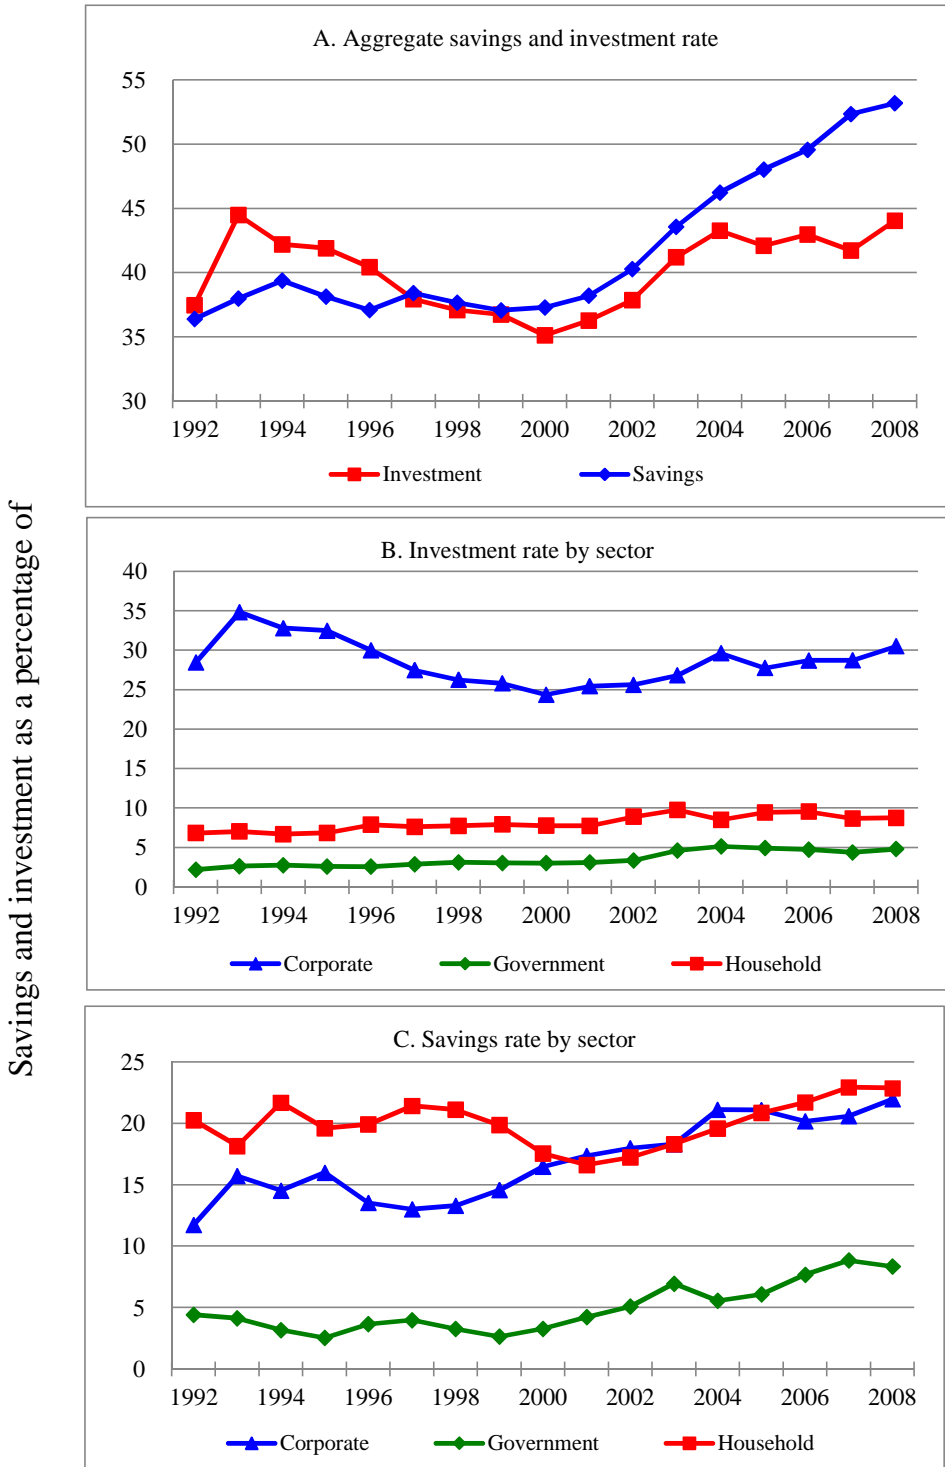 Savings and investment as a percentage of
A. Aggregate savings and investment rate
55
50
45
40
35
30
1992 1994 1996 1998 2000 2002 2004 2006 2008
Investment Savings
B. Investment rate by sector
40
35
30
25
20
15
10
5
0
1992 1994 1996 1998 2000 2002 2004 2006 2008
Corporate Government Household
C. Savings rate by sector
25
20
15
10
5
0
1992 1994 1996 1998 2000 2002 2004 2006 2008
Corporate Government Household